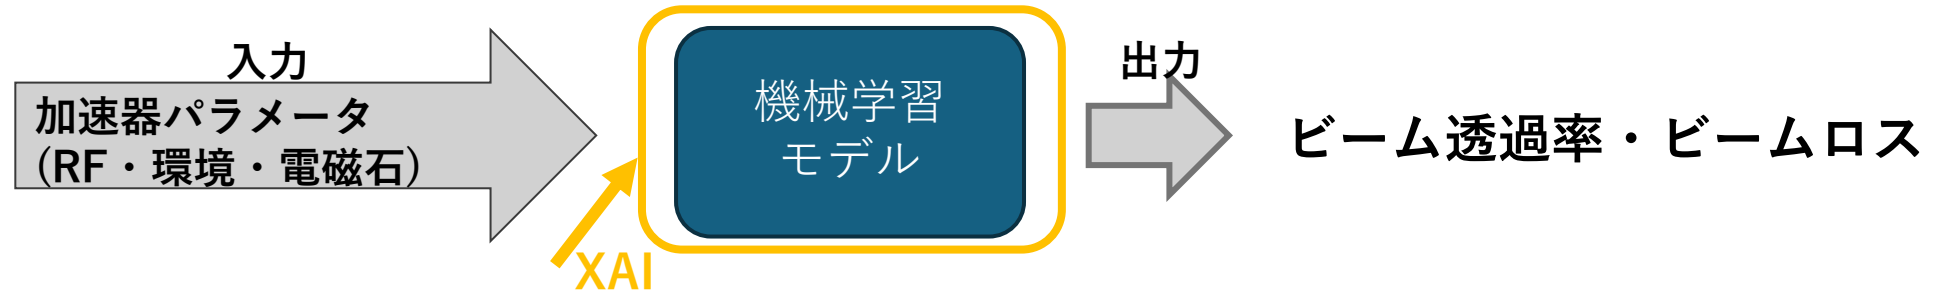 入力
加速器パラメータ
(RF・環境・電磁石)
機械学習
モデル
XAI
出力
ビーム透過率・ビームロス